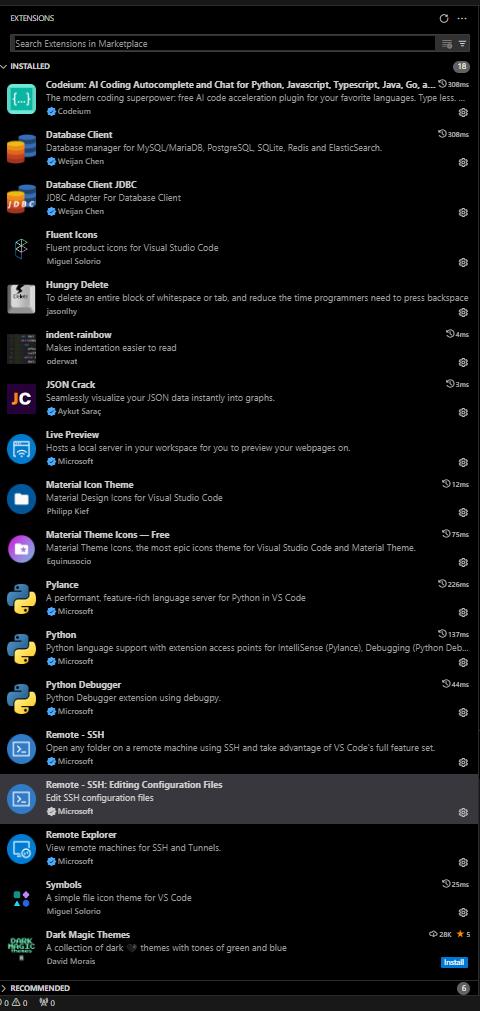 EXTENSIONS
Search Extensions in Marketplace
INSTALLED 18
Codeium: AI Coding Autocomplete and Chat for Python, Javascript, Typescript, Java, Go, a... 308ms
The modern coding superpower: free AI code acceleration plugin for your favorite languages. Type less. ...
Codeium
Database Client 308ms
Database manager for MySQL/MariaDB, PostgreSQL, SQLite, Redis and ElasticSearch.
Weijan Chen
JDBC
Database Client JDBC
JDBC Adapter For Database Client
Weijan Chen
Fluent Icons
Fluent product icons for Visual Studio Code
Miguel Solorio
Delete
Hungry Delete
To delete an entire block of whitespace or tab, and reduce the time programmers need to press backspace
jasonlhy
indent-rainbow 4ms
Makes indentation easier to read
oderwat
JC
JSON Crack 3ms
Seamlessly visualize your JSON data instantly into graphs.
Aykut Saraç
Live Preview
Hosts a local server in your workspace for you to preview your webpages on.
Microsoft
Material Icon Theme 12ms
Material Design Icons for Visual Studio Code
Philipp Kief
Material Theme Icons — Free 75ms
Material Theme Icons, the most epic icons theme for Visual Studio Code and Material Theme.
Equinusocio
Pylance 226ms
A performant, feature-rich language server for Python in VS Code
Microsoft
Python 137ms
Python language support with extension access points for IntelliSense (Pylance), Debugging (Python Deb...
Microsoft
Python Debugger 44ms
Python Debugger extension using debugpy.
Microsoft
Remote - SSH
Open any folder on a remote machine using SSH and take advantage of VS Code's full feature set.
Microsoft
Remote - SSH: Editing Configuration Files
Edit SSH configuration files
Microsoft
Remote Explorer
View remote machines for SSH and Tunnels.
Microsoft
Symbols 25ms
A simple file icon theme for VS Code
Miguel Solorio
DARK MAGIC
Dark Magic Themes 28K ★ 5
A collection of dark 🖤 themes with tones of green and blue
David Morais Install
RECOMMENDED 6
0 0 0